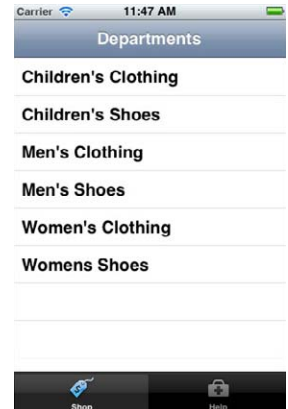 Carrier 11:47 AM
Departments
Children's Clothing
Children's Shoes
Men's Clothing
Men's Shoes
Women's Clothing
Womens Shoes
Shop Help